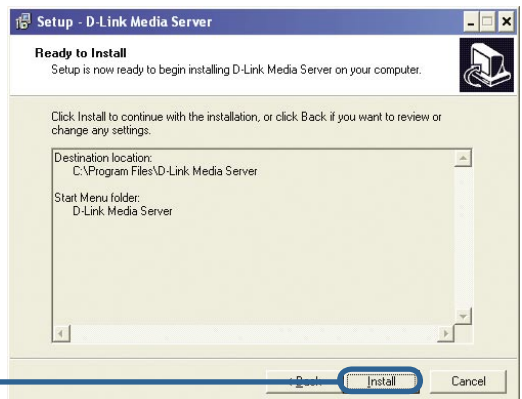 Setup - D-Link Media Server
Ready to Install
Setup is now ready to begin installing D-Link Media Server on your computer.
Click Install to continue with the installation, or click Back if you want to review or
change any settings.
Destination location:
C:\Program Files\D-Link Media Server
Start Menu folder:
D-Link Media Server
< Back
Install
Cancel